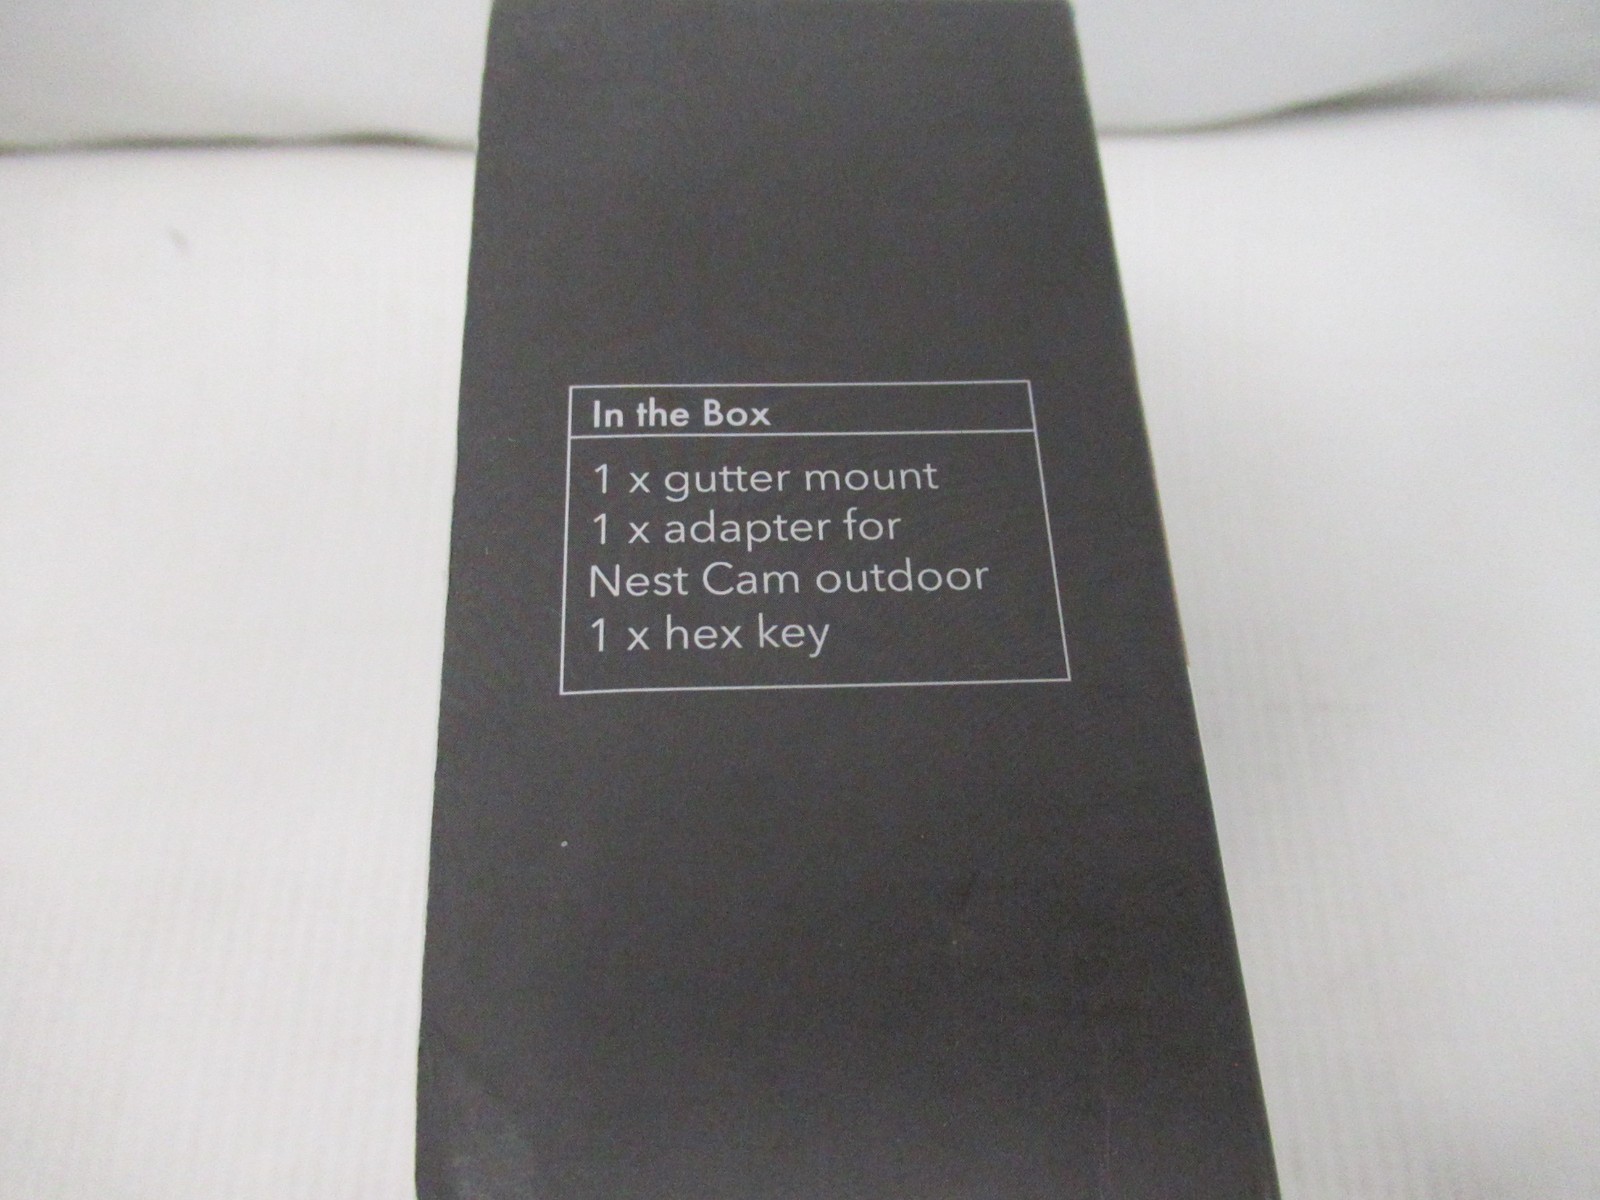 In the Box
1 x gutter mount
1 x adapter for
Nest Cam outdoor
1 x hex key